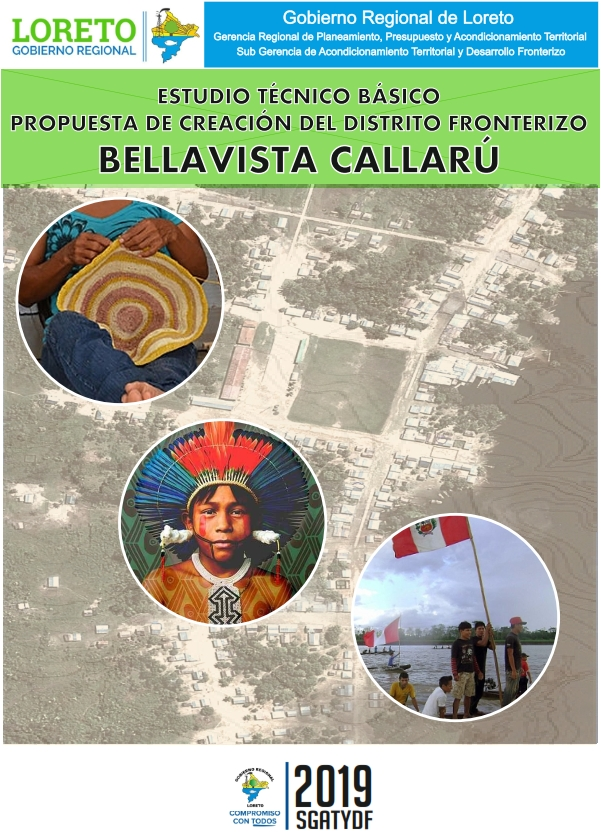 LORETO
GOBIERNO REGIONAL
Gobierno Regional de Loreto
Gerencia Regional de Planeamiento, Presupuesto y Acondicionamiento Territorial
Sub Gerencia de Acondicionamiento Territorial y Desarrollo Fronterizo
ESTUDIO TÉCNICO BÁSICO
PROPUESTA DE CREACIÓN DEL DISTRITO FRONTERIZO
BELLAVISTA CALLARÚ
GOBIERNO REGIONAL
LORETO
COMPROMISO
CON TODOS
2019
SGATYDF